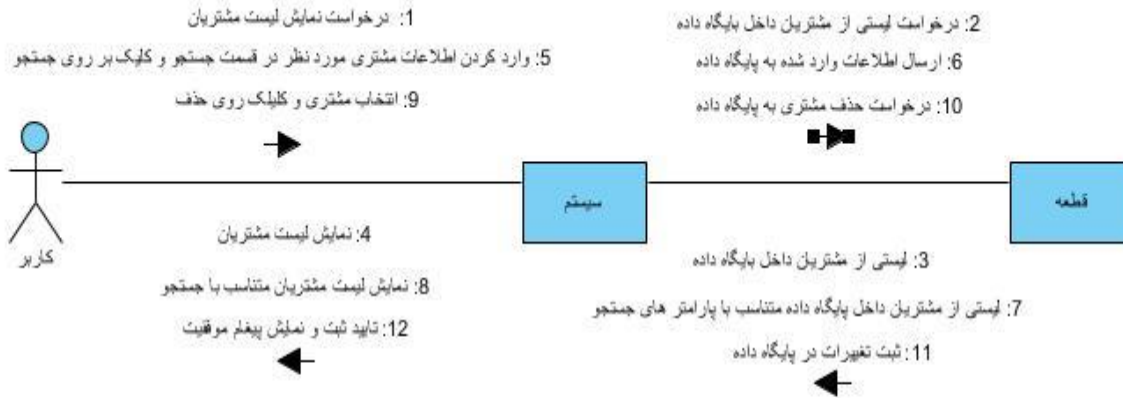 1: درخواست نمایش لیست مشتریان
5: وارد کردن اطلاعات مشتری مورد نظر در قسمت جستجو و کلیک بر روی جستجو
9: انتخاب مشتری و کلیلک روی حذف
2: درخواست لیستی از مشتریان داخل بایگاه داده
6: ارسال اطلاعات وارد شده به پایگاه داده
10: درخواست حذف مشتری به پایگاه داده
کاربر
سیستم
قطعه
4: نمایش لیست مشتریان
8: نمایش لیست مشتریان متناسب با جستجو
12: تایید ثبت و نمایش پیغام موفقیت
3: لیستی از مشتریان داخل بایگاه داده
7: لیستی از مشتریان داخل پایگاه داده متناسب با پارامتر های جستجو
11: ثبت تغییرات در پایگاه داده